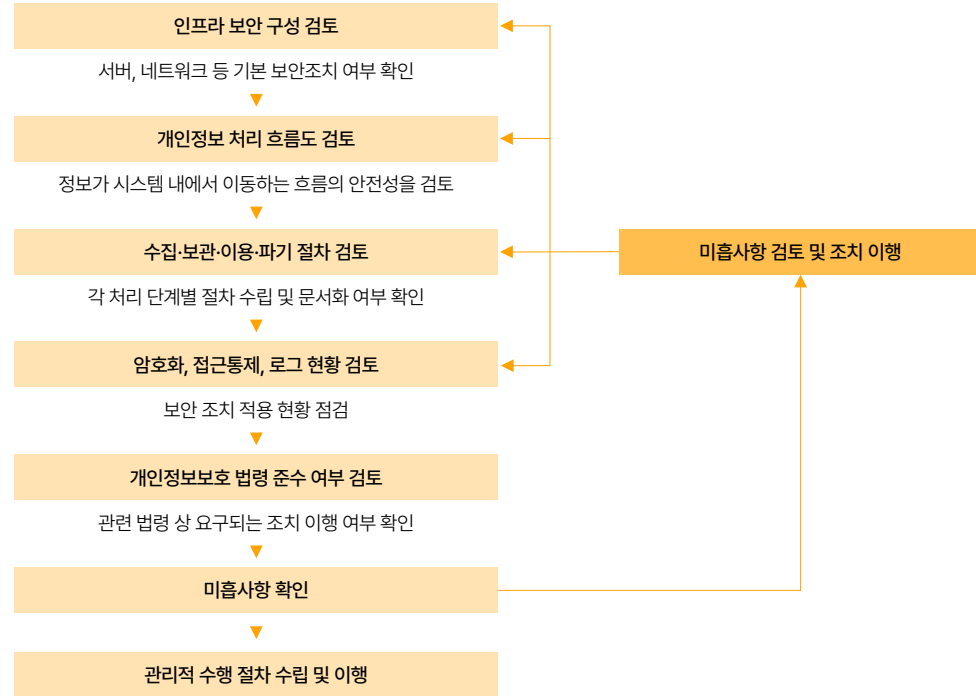 인프라 보안 구성 검토
서버, 네트워크 등 기본 보안조치 여부 확인
개인정보 처리 흐름도 검토
정보가 시스템 내에서 이동하는 흐름의 안전성을 검토
수집·보관·이용·파기 절차 검토
미흡사항 검토 및 조치 이행
각 처리 단계별 절차 수립 및 문서화 여부 확인
암호화, 접근통제, 로그 현황 검토
보안 조치 적용 현황 점검
개인정보보호 법령 준수 여부 검토
관련 법령 상 요구되는 조치 이행 여부 확인
미흡사항 확인
관리적 수행 절차 수립 및 이행